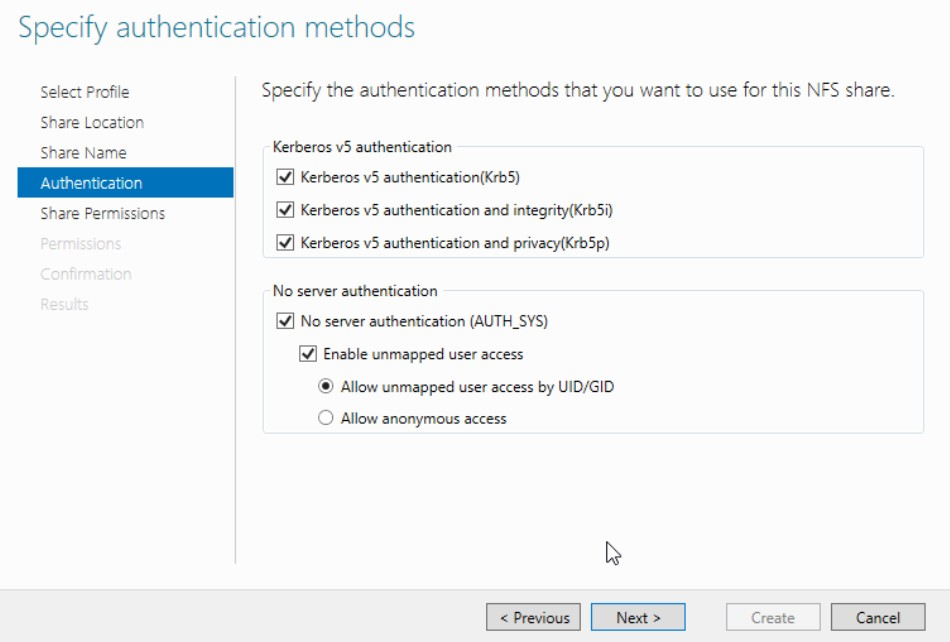 Specify authentication methods
Select Profile
Share Location
Share Name
Authentication
Share Permissions
Permissions
Confirmation
Results
Specify the authentication methods that you want to use for this NFS share.
Kerberos v5 authentication
Kerberos v5 authentication(Krb5)
Kerberos v5 authentication and integrity(Krb5i)
Kerberos v5 authentication and privacy(Krb5p)
No server authentication
No server authentication (AUTH_SYS)
Enable unmapped user access
Allow unmapped user access by UID/GID
Allow anonymous access
< Previous
Next >
Create
Cancel